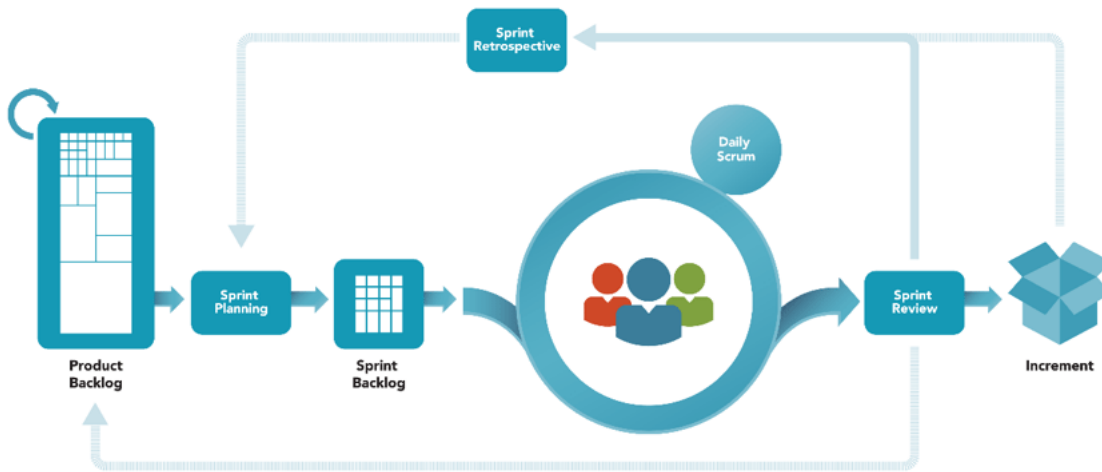 Sprint
Retrospective
Daily
Scrum
Sprint
Planning
Sprint
Review
Product
Backlog
Sprint
Backlog
Increment